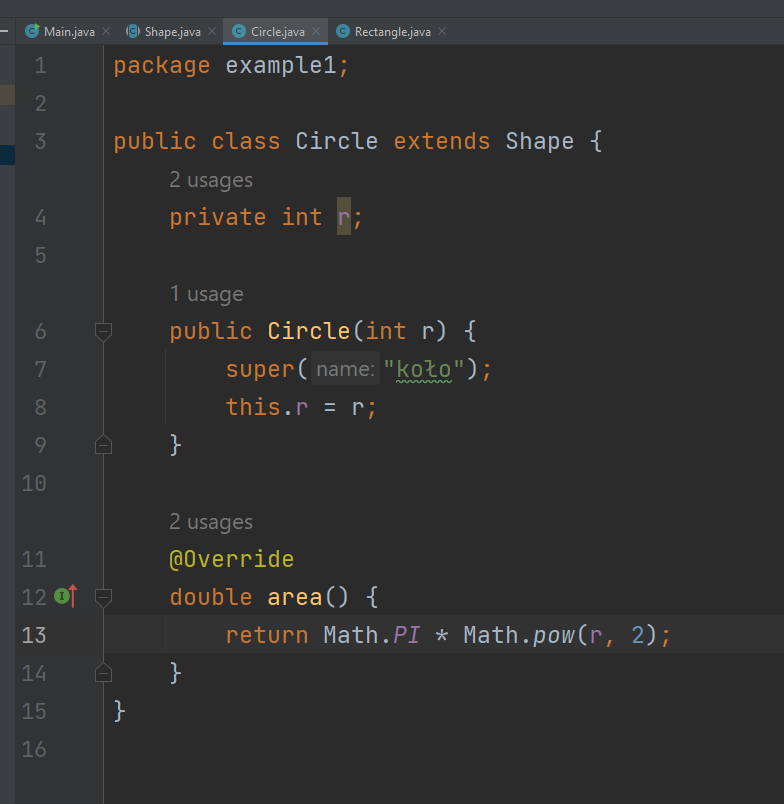 Main.java Shape.java Circle.java Rectangle.java
1 package example1;
2
3 public class Circle extends Shape {
2 usages
4 private int r;
5
1 usage
6 public Circle(int r) {
7 super( name: "koło");
8 this.r = r;
9 }
10
2 usages
11 @Override
12 double area() {
13 return Math.PI * Math.pow(r, 2);
14 }
15 }
16